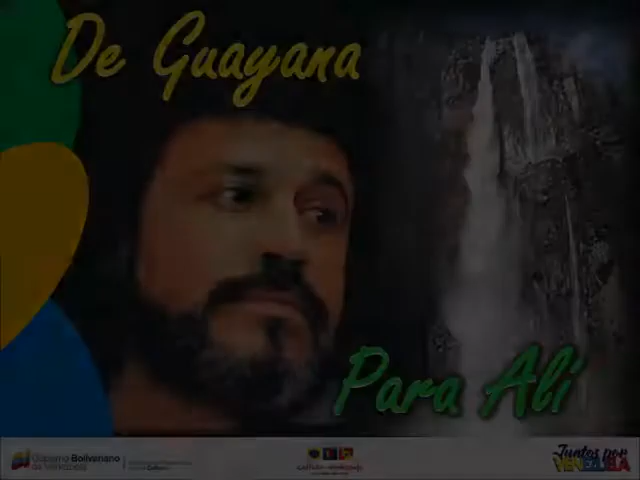 De Guayana
Para Alí
Gobierno Bolivariano
de Venezuela
Juntos por
VENEZUELA